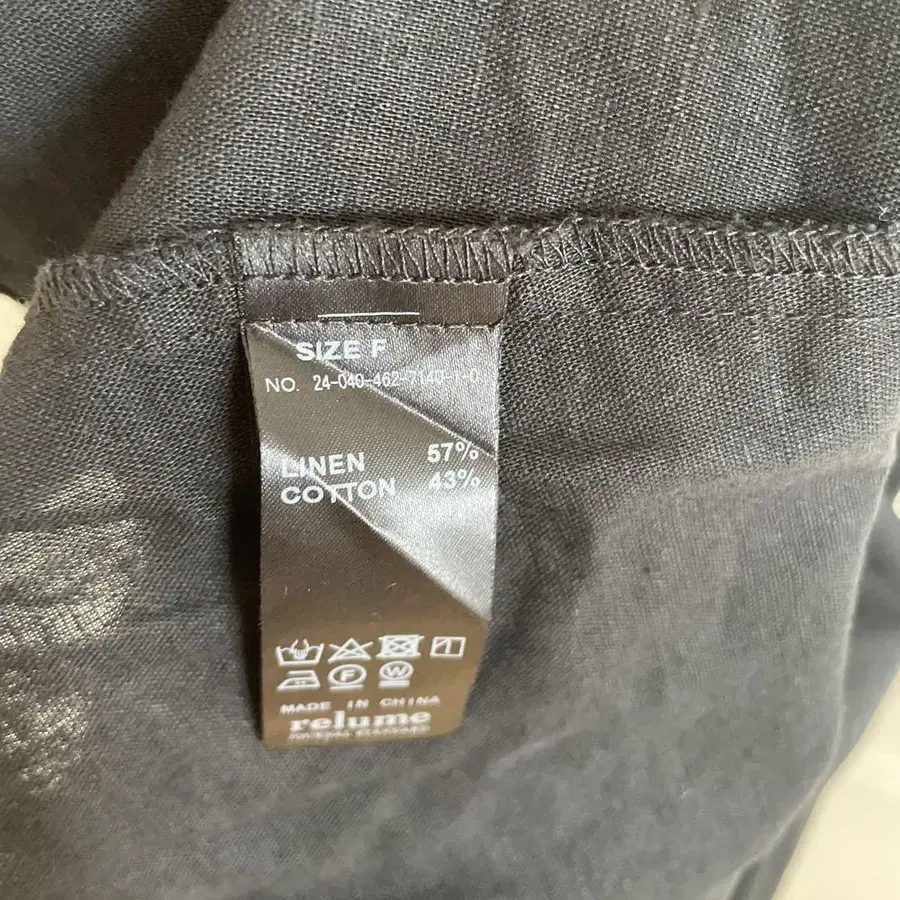 SIZE F
NO. 24-040-462-7140-1-0
LINEN 57%
COTTON 43%
F W
MADE IN CHINA
relume